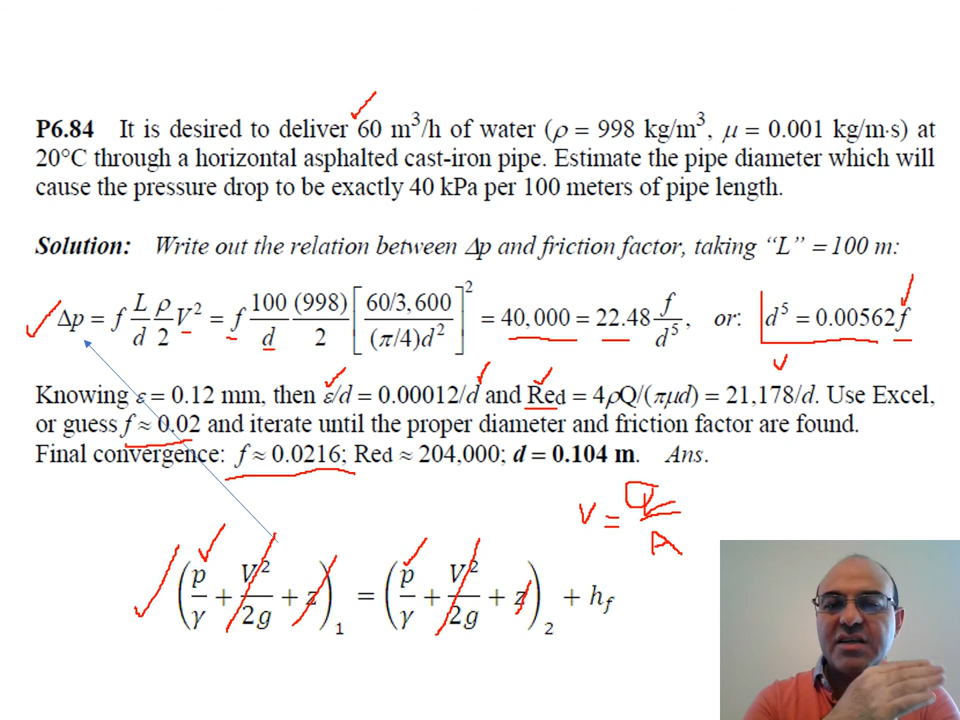 P6.84 It is desired to deliver 60 m³/h of water (ρ = 998 kg/m³, μ = 0.001 kg/m·s) at
20°C through a horizontal asphalted cast-iron pipe. Estimate the pipe diameter which will
cause the pressure drop to be exactly 40 kPa per 100 meters of pipe length.
Solution: Write out the relation between Δp and friction factor, taking “L” = 100 m:
Δp = f L/d ρ/2 V² = f 100/d (998)/2 [60/3,600 / (π/4)d²]² = 40,000 = 22.48 f/d⁵, or: d⁵ = 0.00562f
Knowing ε = 0.12 mm, then ε/d = 0.00012/d and Red = 4ρQ/(πμd) = 21,178/d. Use Excel,
or guess f ≈ 0.02 and iterate until the proper diameter and friction factor are found.
Final convergence: f ≈ 0.0216; Red ≈ 204,000; d = 0.104 m. Ans.
V = Q/A
(p/γ + V²/2g + z)₁ = (p/γ + V²/2g + z)₂ + h_f